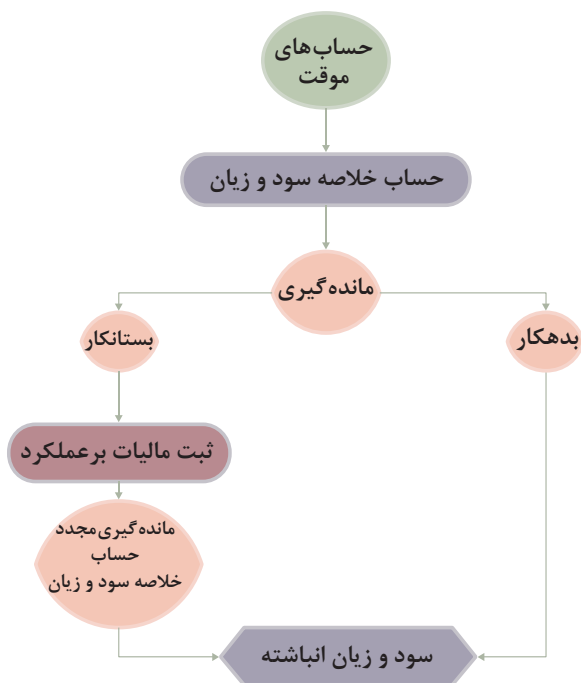 حساب‌های
موقت
حساب خلاصه سود و زیان
مانده‌گیری
بدهکار
بستانکار
ثبت مالیات برعملکرد
مانده‌گیری‌مجدد
حساب
خلاصه سود و زیان
سود و زیان انباشته